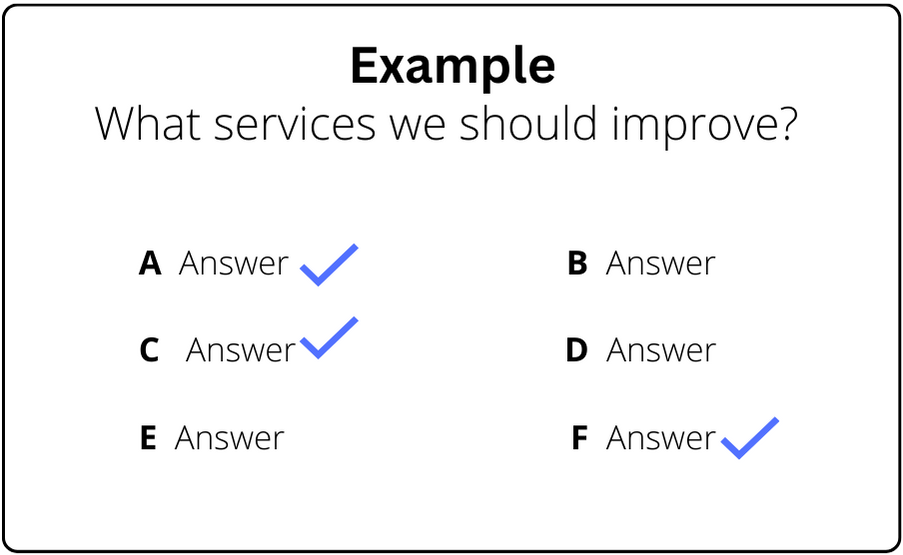 Example
What services we should improve?
A Answer
B Answer
C Answer
D Answer
E Answer
F Answer